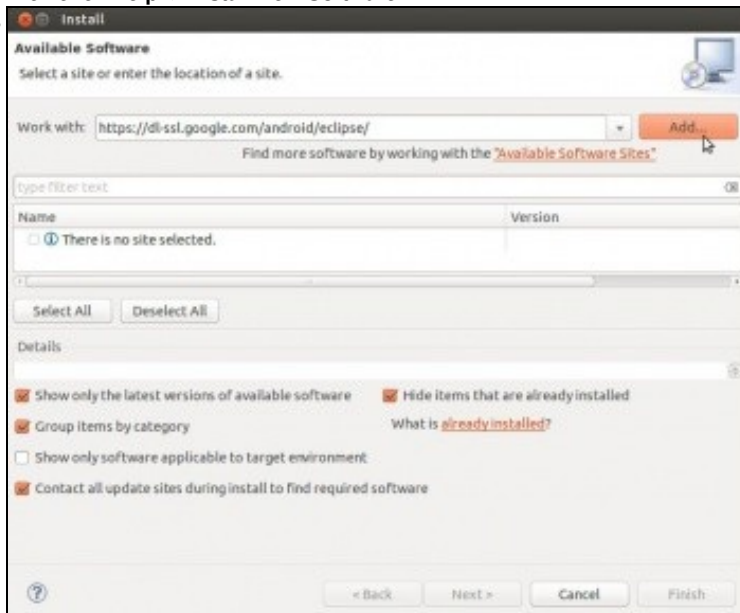 Install
Available Software
Select a site or enter the location of a site.
Work with: https://dl-ssl.google.com/android/eclipse/ Add...
Find more software by working with the "Available Software Sites"
type filter text
Name Version
There is no site selected.
Select All Deselect All
Details
Show only the latest versions of available software Hide items that are already installed
Group items by category What is already installed?
Show only software applicable to target environment
Contact all update sites during install to find required software
< Back Next > Cancel Finish